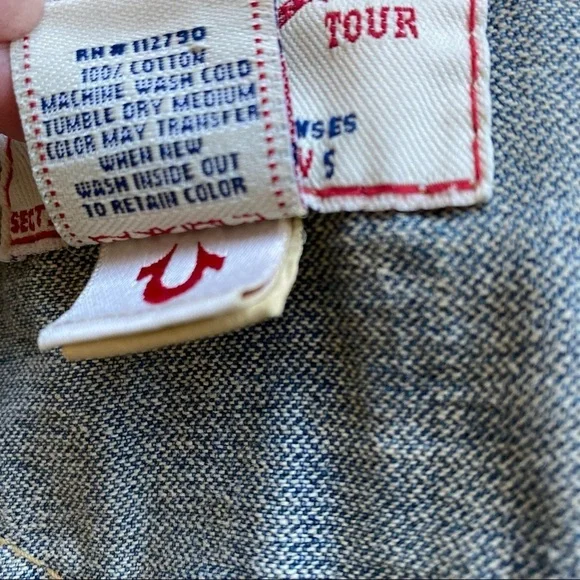 RN# 112790
100% COTTON
MACHINE WASH COLD
TUMBLE DRY MEDIUM
COLOR MAY TRANSFER
WHEN NEW
WASH INSIDE OUT
TO RETAIN COLOR
TOUR
SECT
5